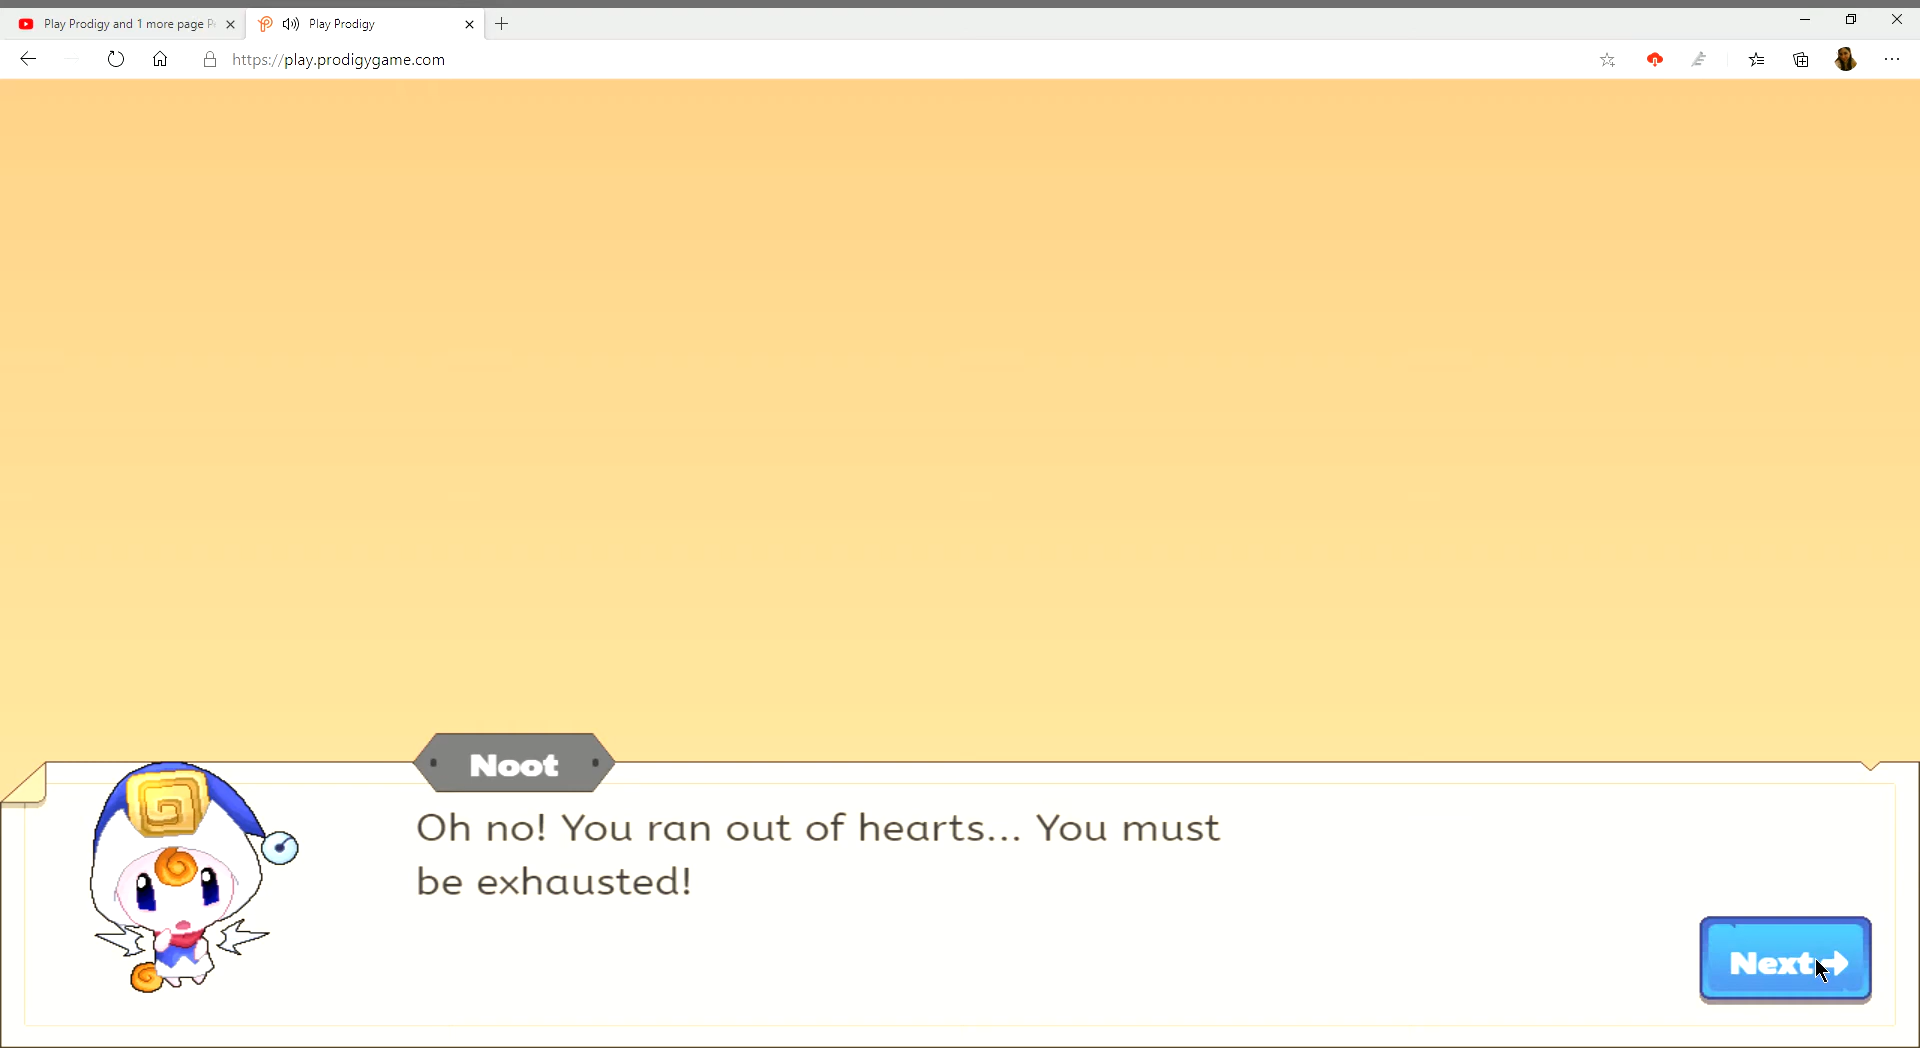 Play Prodigy and 1 more page
Play Prodigy
https://play.prodigygame.com
Noot
Oh no! You ran out of hearts... You must
be exhausted!
Next